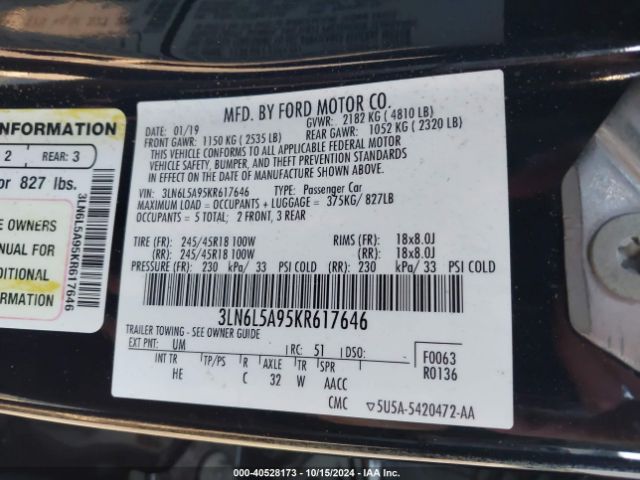 NFORMATION
2 REAR: 3
or 827 lbs.
E OWNERS
NUAL FOR
DITIONAL
RMATION
3LN6L5A95KR617646
MFD. BY FORD MOTOR CO.
DATE: 01/19 GVWR: 2182 KG ( 4810 LB)
FRONT GAWR: 1150 KG ( 2535 LB) REAR GAWR: 1052 KG ( 2320 LB)
THIS VEHICLE CONFORMS TO ALL APPLICABLE FEDERAL MOTOR
VEHICLE SAFETY, BUMPER, AND THEFT PREVENTION STANDARDS IN
EFFECT ON THE DATE OF MANUFACTURE SHOWN ABOVE.
VIN: 3LN6L5A95KR617646 TYPE: Passenger Car
MAXIMUM LOAD = OCCUPANTS + LUGGAGE = 375KG/ 827LB
OCCUPANTS = 5 TOTAL; 2 FRONT, 3 REAR
TIRE (FR): 245/45R18 100W RIMS (FR): 18x8.0J
(RR): 245/45R18 100W (RR): 18x8.0J
PRESSURE (FR): 230 kPa/ 33 PSI COLD (RR): 230 kPa/ 33 PSI COLD
3LN6L5A95KR617646
TRAILER TOWING - SEE OWNER GUIDE
EXT PNT: UM RC: 51 DSO: F0063
INT TR TP/PS R AXLE TR SPR R0136
HE C 32 W AACC
CMC ▽5U5A-5420472-AA
000-40528173 - 10/15/2024 - IAAI.COM